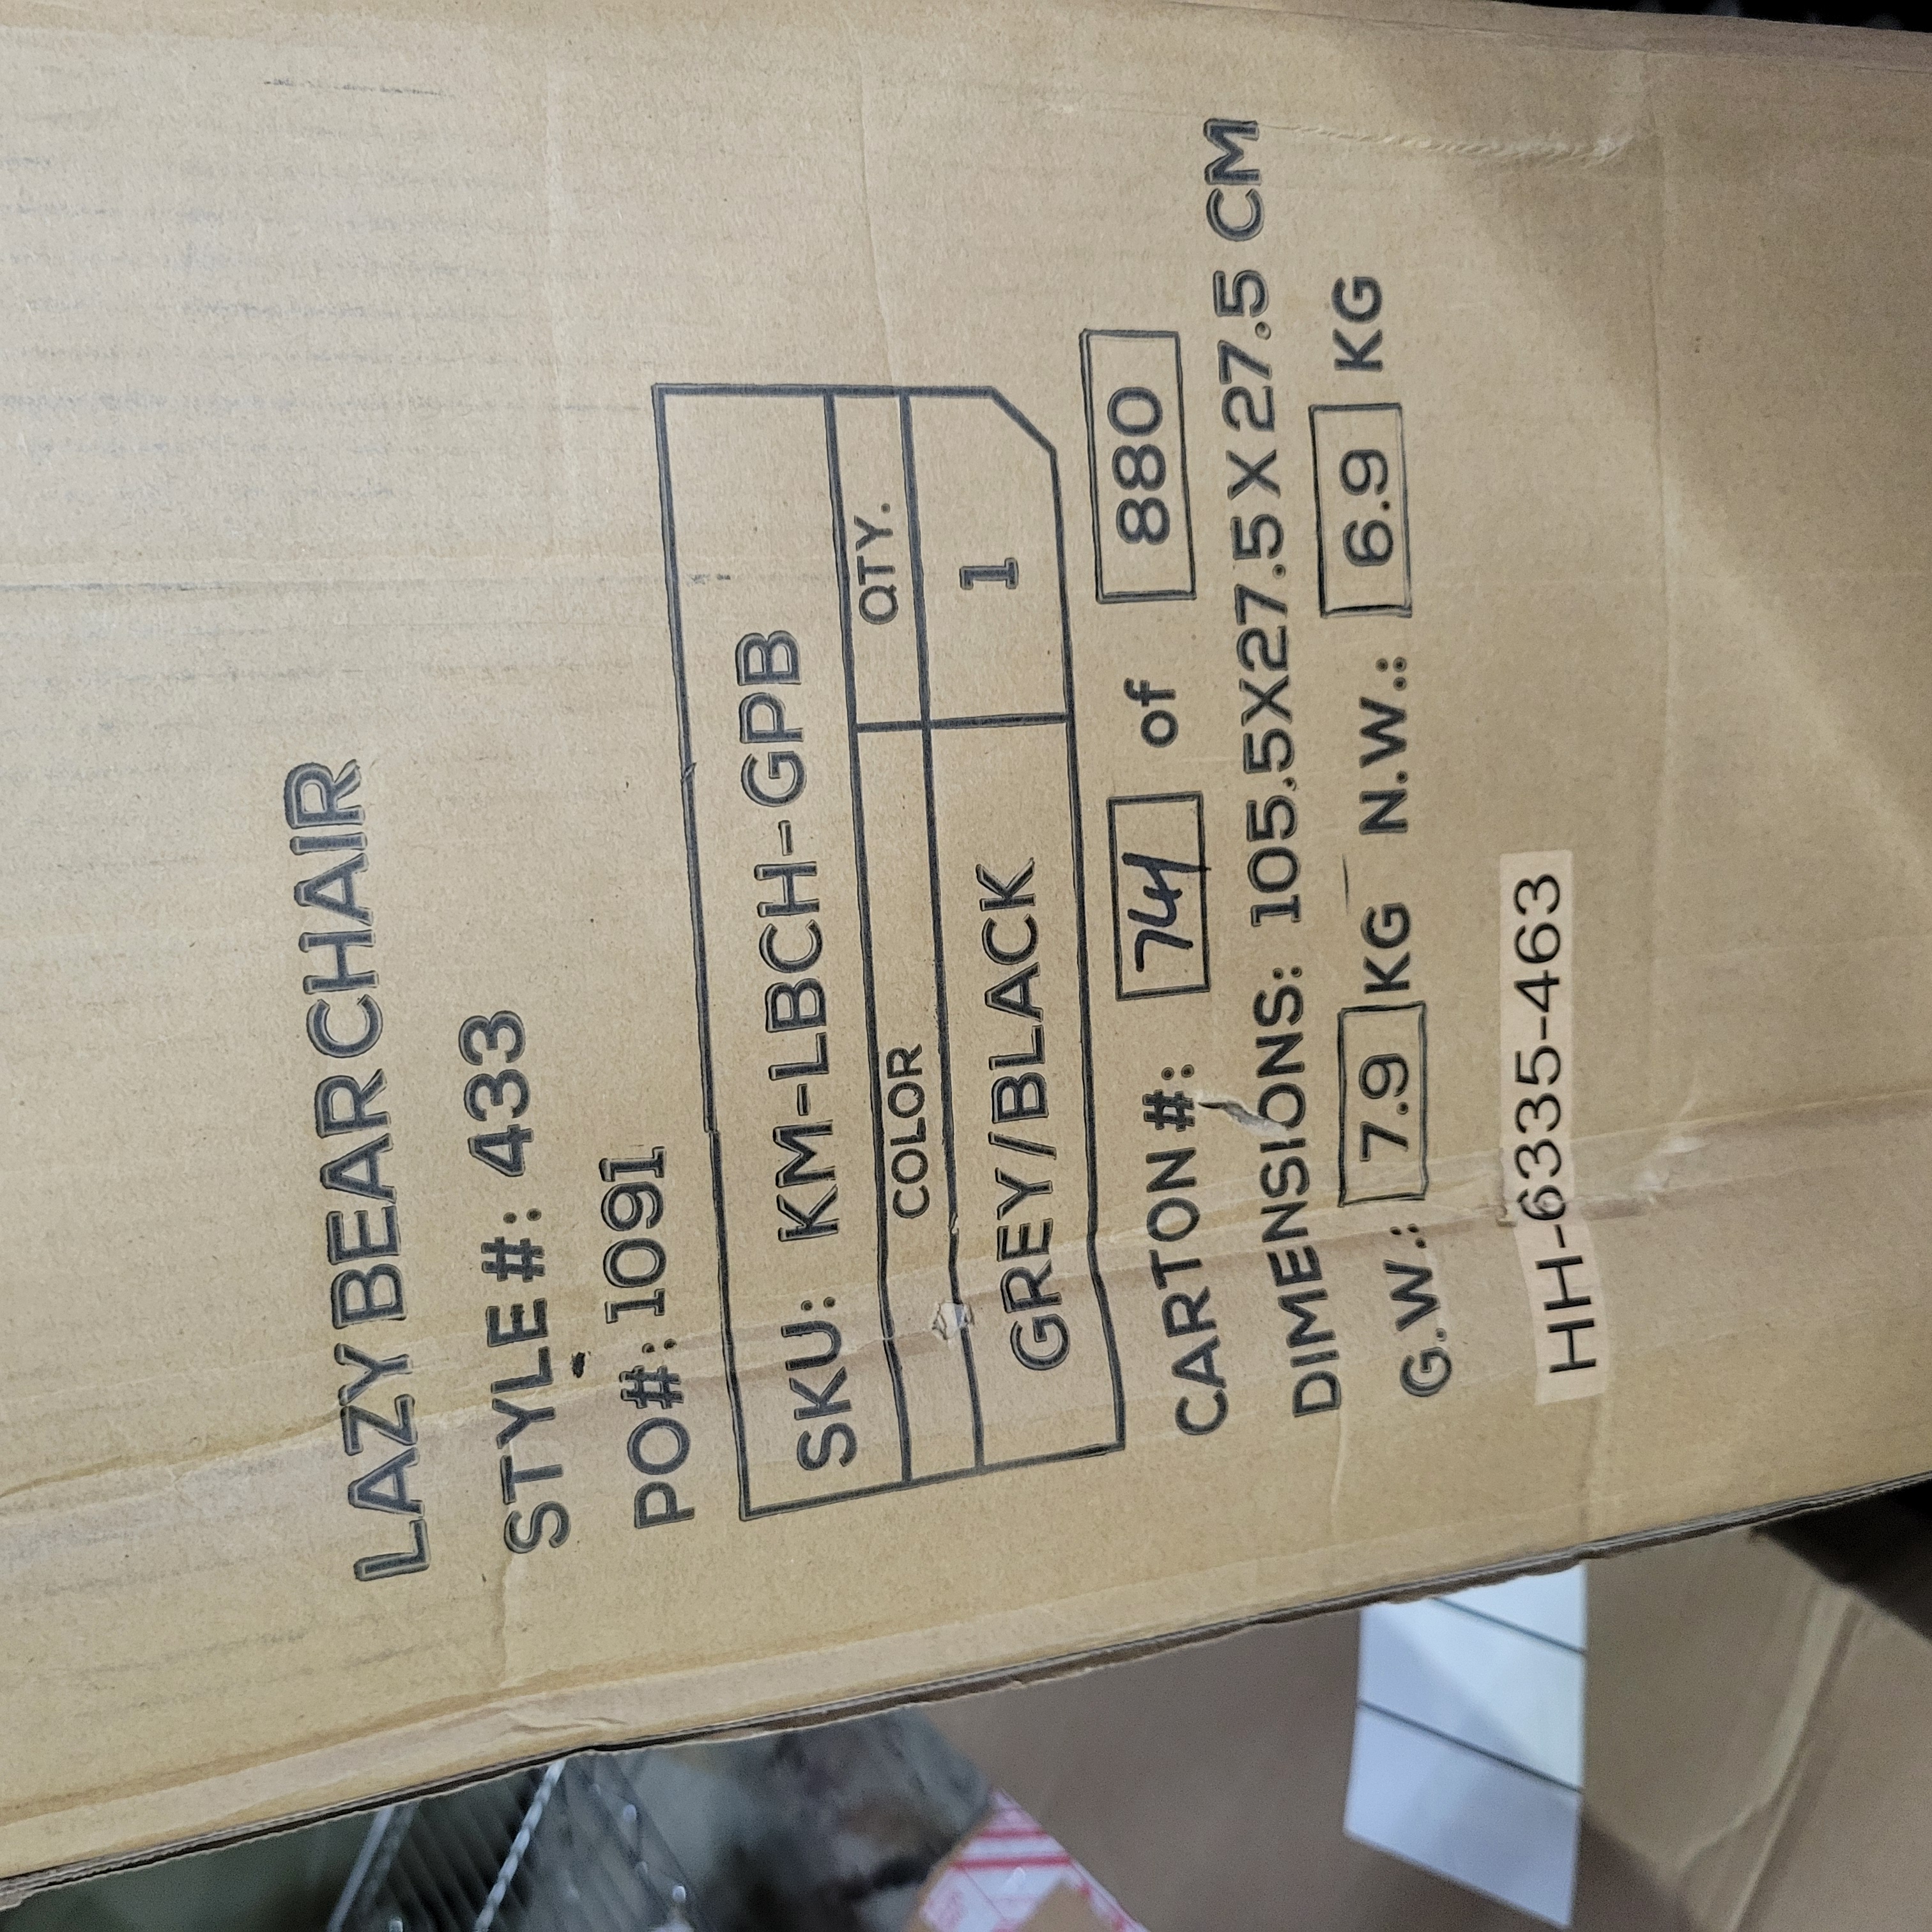 LAZY BEAR CHAIR
STYLE #: 433
PO#: 1091
SKU: KM-LBCH-GPB
COLOR QTY.
GREY/BLACK 1
CARTON #: of 880
DIMENSIONS: 105.5X27.5X27.5 CM
G.W.: 7.9 KG N.W.: 6.9 KG
HH-6335-463